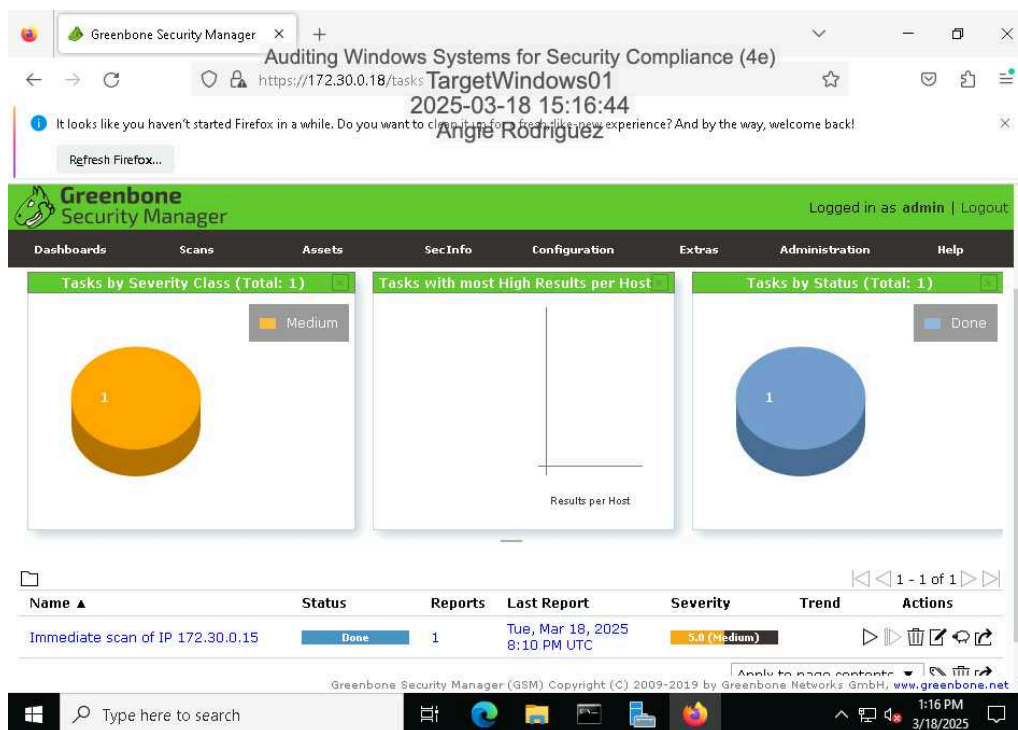 Greenbone Security Manager
Auditing Windows Systems for Security Compliance (4e)
https://172.30.0.18/tasks
TargetWindows01
2025-03-18 15:16:44
Angie Rodriguez
It looks like you haven't started Firefox in a while. Do you want to clean it up for a fresh, like-new experience? And by the way, welcome back!
Refresh Firefox...
Greenbone
Security Manager
Logged in as admin | Logout
Dashboards Scans Assets SecInfo Configuration Extras Administration Help
Tasks by Severity Class (Total: 1) Tasks with most High Results per Host Tasks by Status (Total: 1)
Medium Done
1 1
Results per Host
1 - 1 of 1
Name ▲ Status Reports Last Report Severity Trend Actions
Immediate scan of IP 172.30.0.15 Done 1 Tue, Mar 18, 2025 5.0 (Medium)
8:10 PM UTC
Apply to page contents
Greenbone Security Manager (GSM) Copyright (C) 2009-2019 by Greenbone Networks GmbH, www.greenbone.net
Type here to search
1:16 PM
3/18/2025